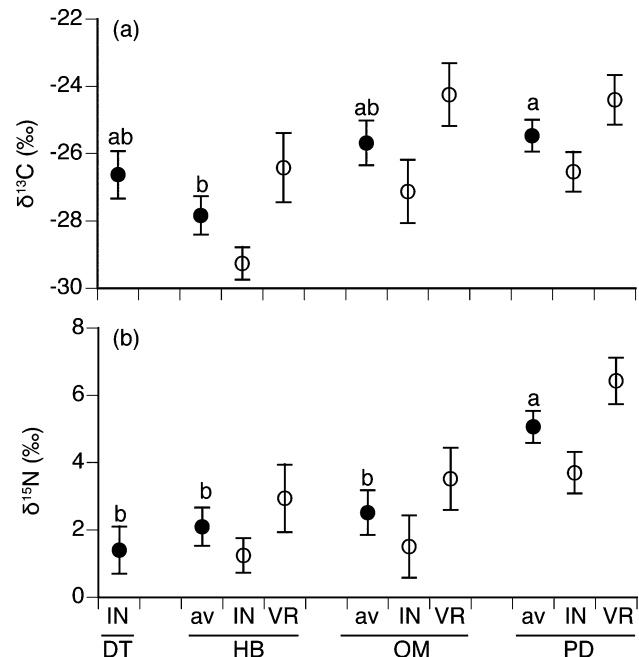 -22
(a)
-24
ab
ab
a
-26
b
-28
-30
δ¹³C (‰)
8
(b)
6
a
4
b
b
b
2
0
δ¹⁵N (‰)
IN av IN VR av IN VR av IN VR
DT HB OM PD